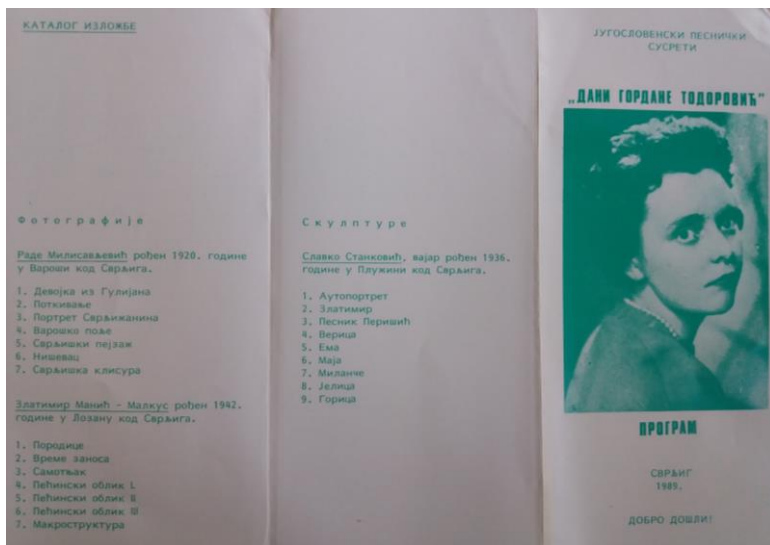 КАТАЛОГ ИЗЛОЖБЕ
Фотографије
Раде Милисављевић рођен 1920. године
у Вароши код Сврљига.
1. Девојка из Гулијана
2. Поткивање
3. Портрет Сврљижанина
4. Варошко поље
5. Сврљишки пејзаж
6. Нишевац
7. Сврљишка клисура
Златимир Манић - Малкус рођен 1942.
године у Лозану код Сврљига.
1. Породице
2. Време заноса
3. Самотњак
4. Пећински облик
5. Пећински облик
6. Пећински облик
7. Макроструктура
Скулптуре
Славко Станковић, вајар рођен 1936.
године у Плужини код Сврљига.
1. Аутопортрет
2. Златимир
3. Песник Перишић
4. Верица
5. Ема
6. Маја
7. Миланче
8. Јелица
9. Горица
ЈУГОСЛОВЕНСКИ ПЕСНИЧКИ
СУСРЕТИ
„ДАНИ ГОРДАНЕ ТОДОРОВИЋ"
ПРОГРАМ
СВРЉИГ
1989.
ДОБРО ДОШЛИ!